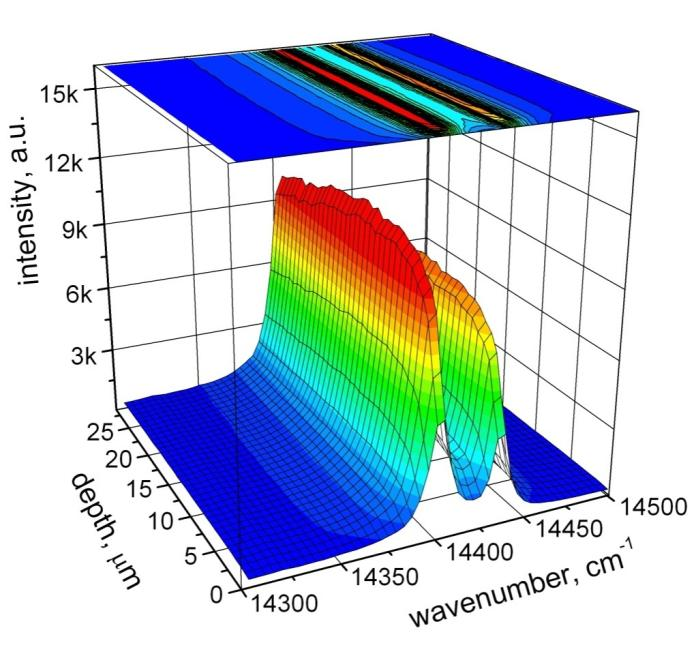 15k
12k
9k
6k
3k
intensity, a.u.
25
20
15
10
5
0
depth, μm
14300
14350
14400
14450
14500
wavenumber, cm⁻¹